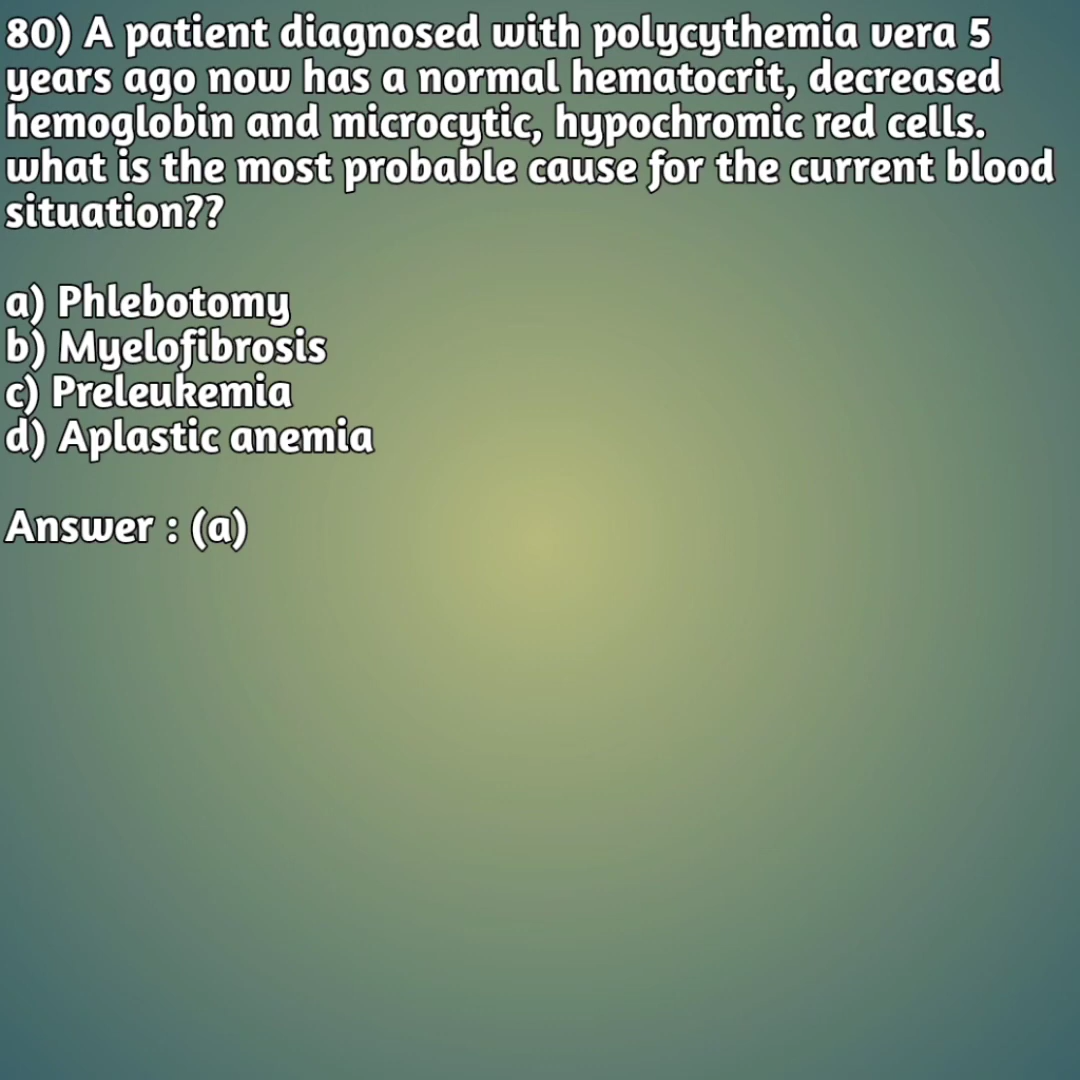 80) A patient diagnosed with polycythemia vera 5
years ago now has a normal hematocrit, decreased
hemoglobin and microcytic, hypochromic red cells.
what is the most probable cause for the current blood
situation??
a) Phlebotomy
b) Myelofibrosis
c) Preleukemia
d) Aplastic anemia
Answer : (a)